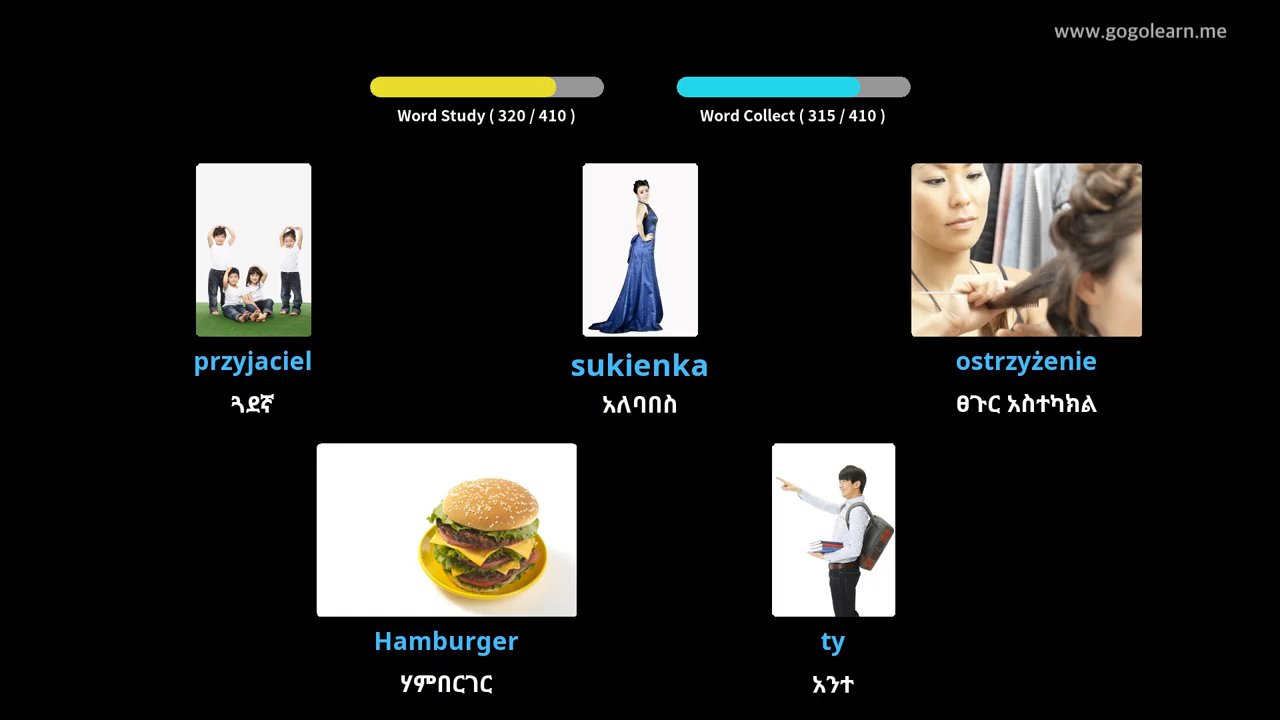 www.gogolearn.me
Word Study ( 320 / 410 )
Word Collect ( 315 / 410 )
przyjaciel
sukienka
ostrzyżenie
ጓደኛ
አለባበስ
ፀጉር አስተካክል
Hamburger
ty
ሃምበርገር
አንተ